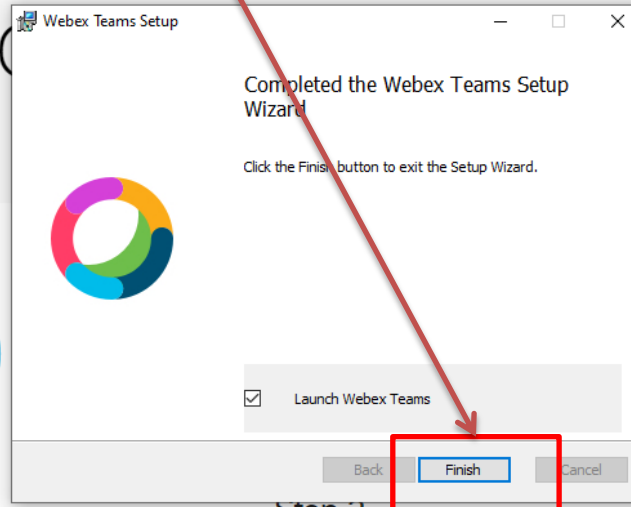 Webex Teams Setup
Completed the Webex Teams Setup
Wizard
Click the Finish button to exit the Setup Wizard.
Launch Webex Teams
Back Finish Cancel